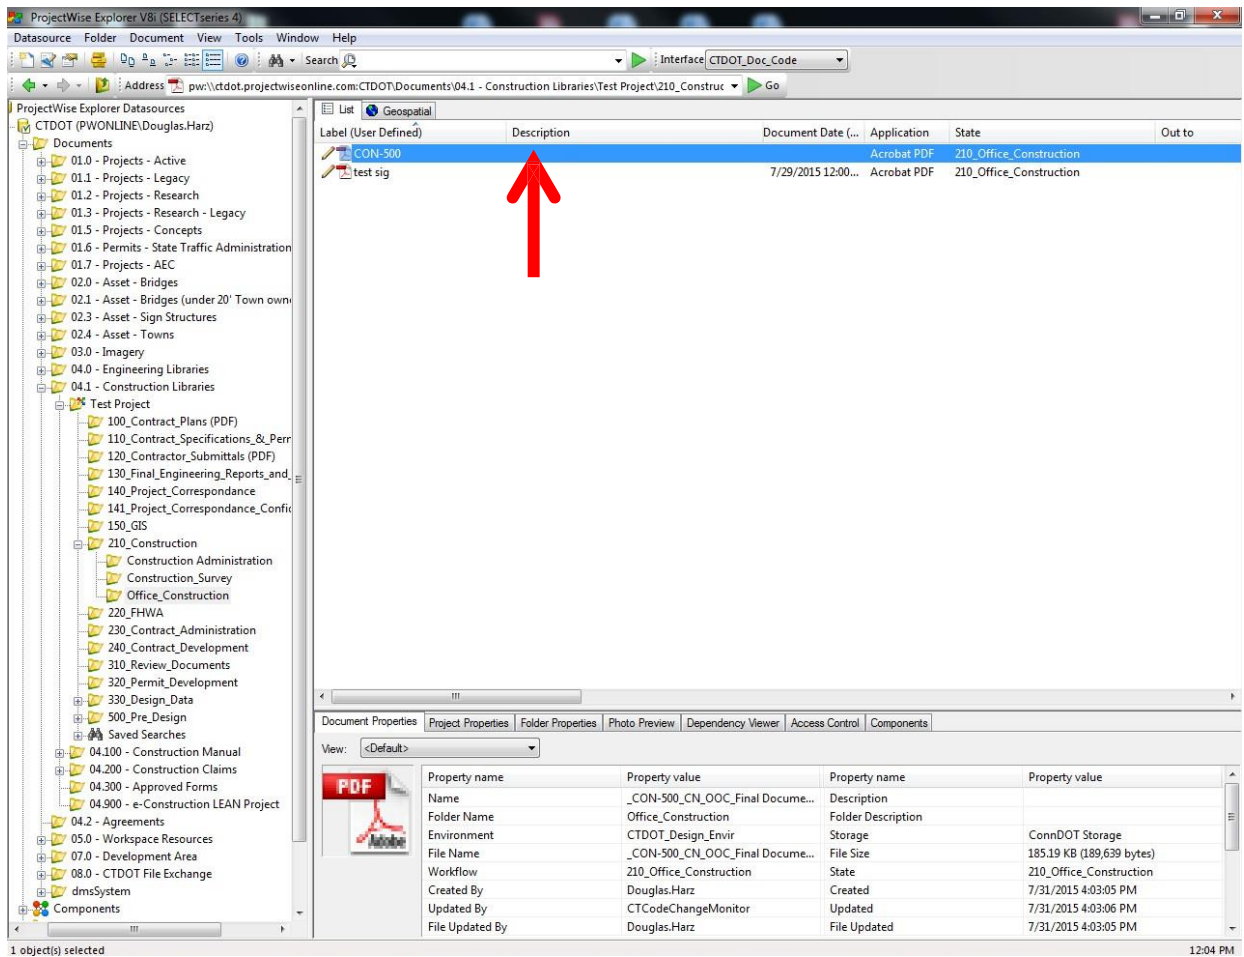 ProjectWise Explorer V8i (SELECTseries 4)
Datasource Folder Document View Tools Window Help
Search Interface CTDOT_Doc_Code
Address pw:\\ctdot.projectwiseonline.com:CTDOT\Documents\04.1 - Construction Libraries\Test Project\210_Construc Go
ProjectWise Explorer Datasources
CTDOT (PWONLINE\Douglas.Harz)
Documents
01.0 - Projects - Active
01.1 - Projects - Legacy
01.2 - Projects - Research
01.3 - Projects - Research - Legacy
01.5 - Projects - Concepts
01.6 - Permits - State Traffic Administration
01.7 - Projects - AEC
02.0 - Asset - Bridges
02.1 - Asset - Bridges (under 20' Town own
02.3 - Asset - Sign Structures
02.4 - Asset - Towns
03.0 - Imagery
04.0 - Engineering Libraries
04.1 - Construction Libraries
Test Project
100_Contract_Plans (PDF)
110_Contract_Specifications_&_Perr
120_Contractor_Submittals (PDF)
130_Final_Engineering_Reports_and_
140_Project_Correspondance
141_Project_Correspondance_Confi
150_GIS
210_Construction
Construction Administration
Construction_Survey
Office_Construction
220_FHWA
230_Contract_Administration
240_Contract_Development
310_Review_Documents
320_Permit_Development
330_Design_Data
500_Pre_Design
Saved Searches
04.100 - Construction Manual
04.200 - Construction Claims
04.300 - Approved Forms
04.900 - e-Construction LEAN Project
04.2 - Agreements
05.0 - Workspace Resources
07.0 - Development Area
08.0 - CTDOT File Exchange
dmsSystem
Components
List Geospatial
Label (User Defined) Description Document Date (... Application State Out to
CON-500 Acrobat PDF 210_Office_Construction
test sig 7/29/2015 12:00... Acrobat PDF 210_Office_Construction
Document Properties Project Properties Folder Properties Photo Preview Dependency Viewer Access Control Components
View: <Default>
PDF
Adobe
Property name Property value Property name Property value
Name _CON-500_CN_OOC_Final Docume... Description
Folder Name Office_Construction Folder Description
Environment CTDOT_Design_Envir Storage ConnDOT Storage
File Name _CON-500_CN_OOC_Final Docume... File Size 185.19 KB (189,639 bytes)
Workflow 210_Office_Construction State 210_Office_Construction
Created By Douglas.Harz Created 7/31/2015 4:03:05 PM
Updated By CTCodeChangeMonitor Updated 7/31/2015 4:03:06 PM
File Updated By Douglas.Harz File Updated 7/31/2015 4:03:05 PM
1 object(s) selected 12:04 PM